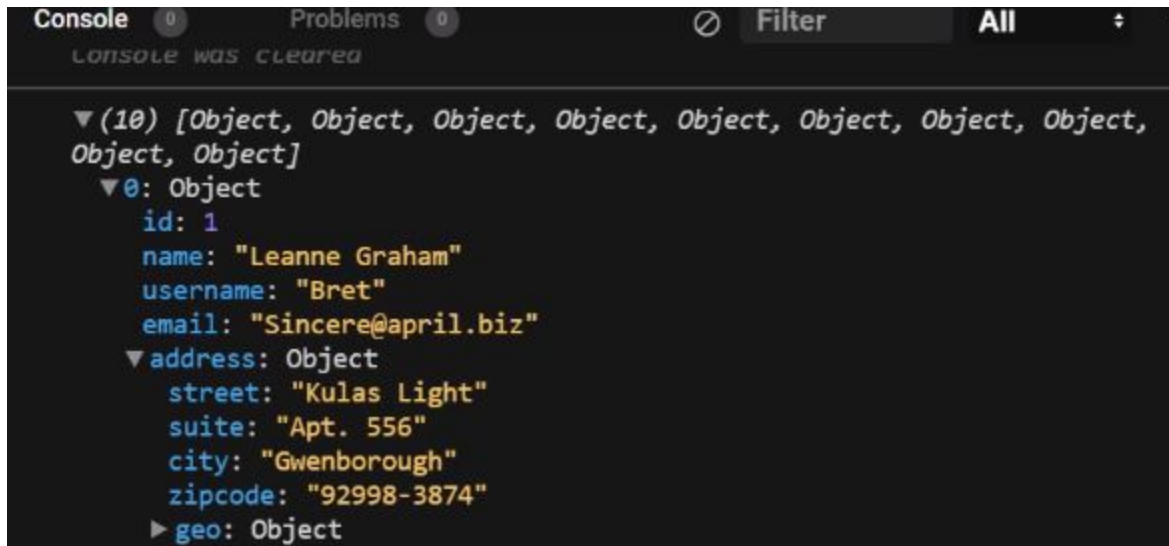 Console 0 Problems 0 Filter All
Console was cleared
(10) [Object, Object, Object, Object, Object, Object, Object, Object,
Object, Object]
0: Object
id: 1
name: "Leanne Graham"
username: "Bret"
email: "Sincere@april.biz"
address: Object
street: "Kulas Light"
suite: "Apt. 556"
city: "Gwenborough"
zipcode: "92998-3874"
geo: Object